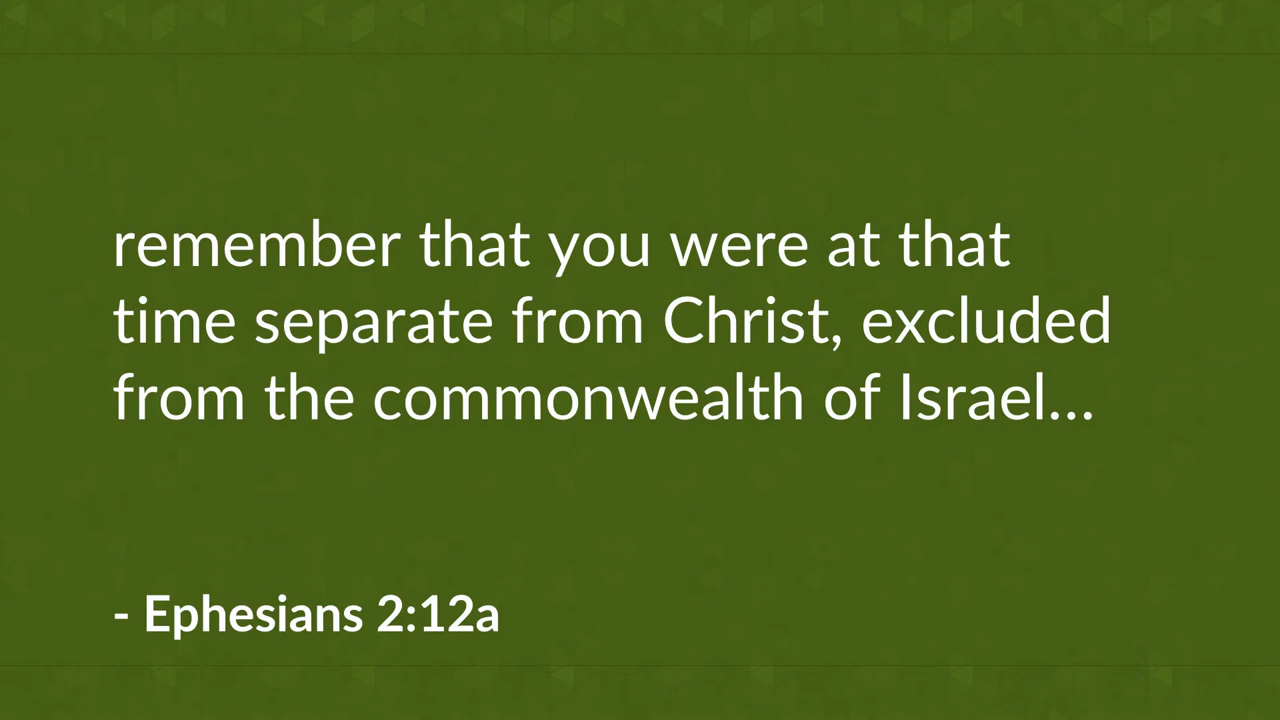 remember that you were at that
time separate from Christ, excluded
from the commonwealth of Israel...
- Ephesians 2:12a